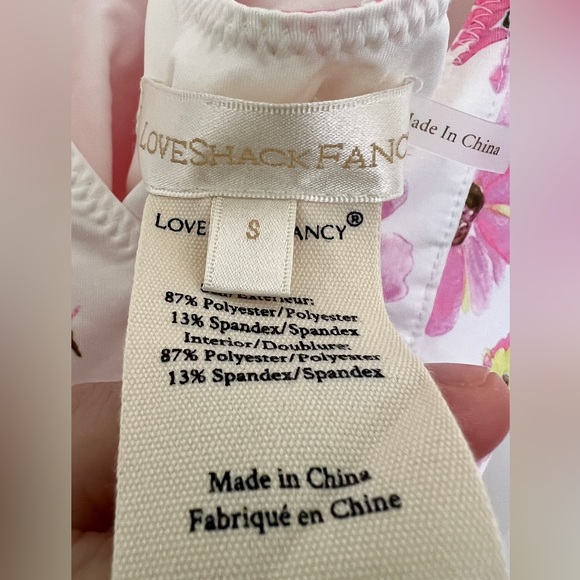 LOVESHACKFANC
Made In China
S
LOVE ANCY®
87% Polyester/Polyester
13% Spandex/Spandex
Interior/Doublure:
87% Polyester/Polyester
13% Spandex/Spandex
Made in China
Fabriqué en Chine